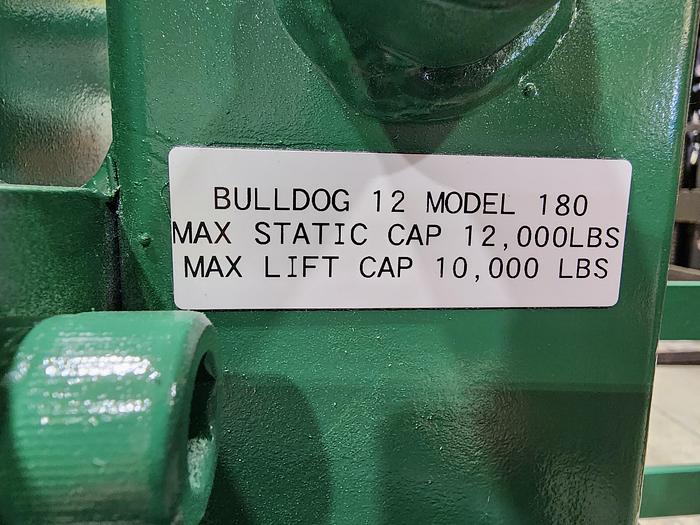 BULLDOG 12 MODEL 180
MAX STATIC CAP 12,000LBS
MAX LIFT CAP 10,000 LBS